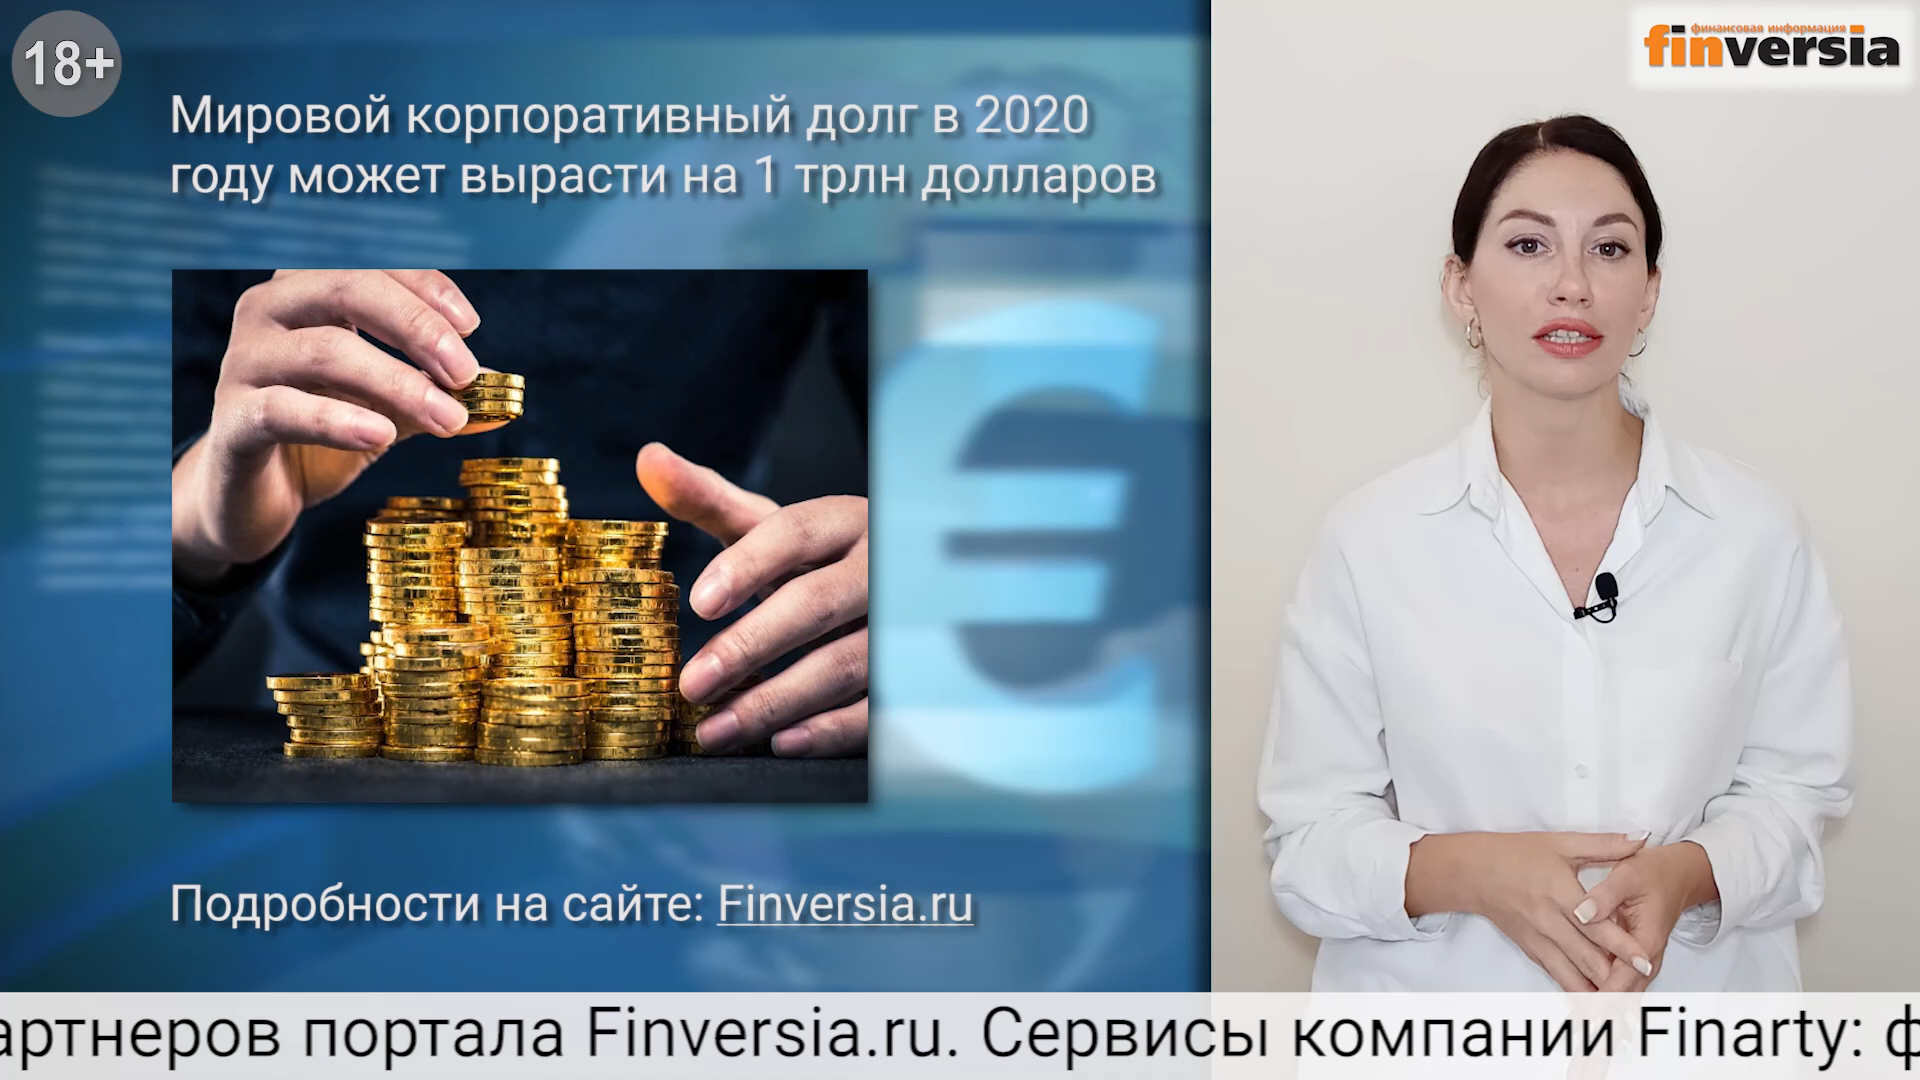 18+
финансовая информация
finversia
Мировой корпоративный долг в 2020
году может вырасти на 1 трлн долларов
Подробности на сайте: Finversia.ru
артнеров портала Finversia.ru. Сервисы компании Finarty: ф